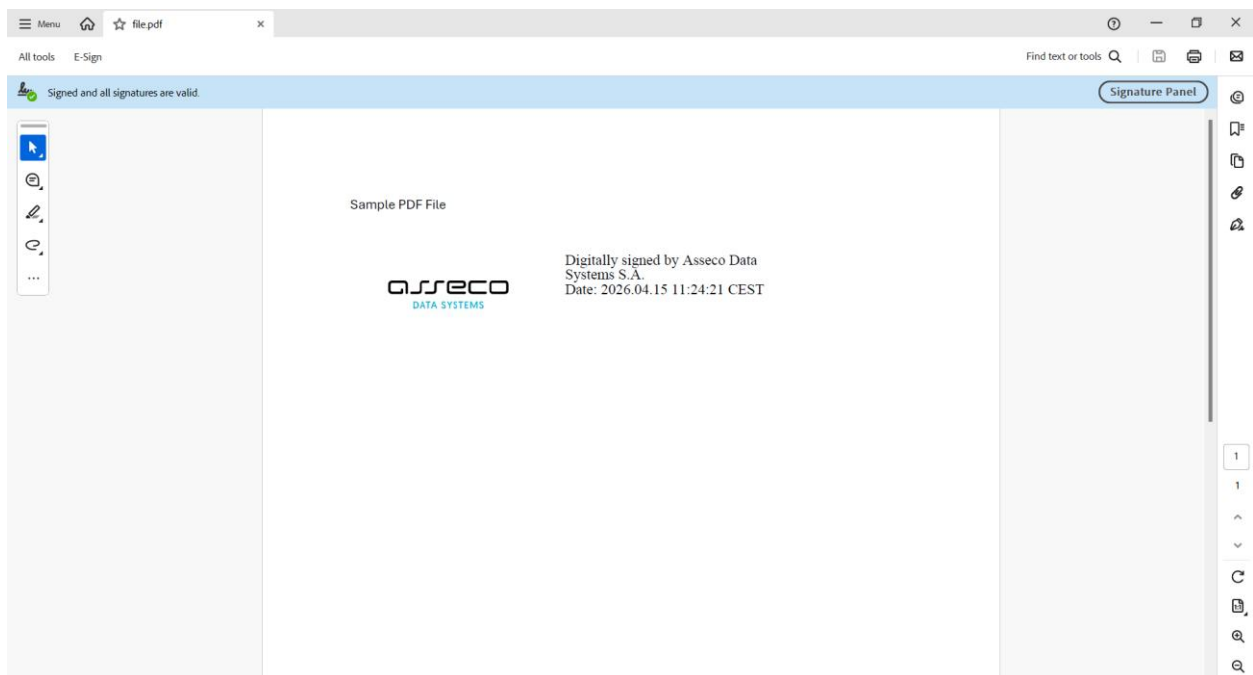 Menu
file.pdf
All tools
E-Sign
Find text or tools
Signed and all signatures are valid.
Signature Panel
Sample PDF File
asseco
DATA SYSTEMS
Digitally signed by Asseco Data
Systems S.A.
Date: 2026.04.15 11:24:21 CEST
1
1